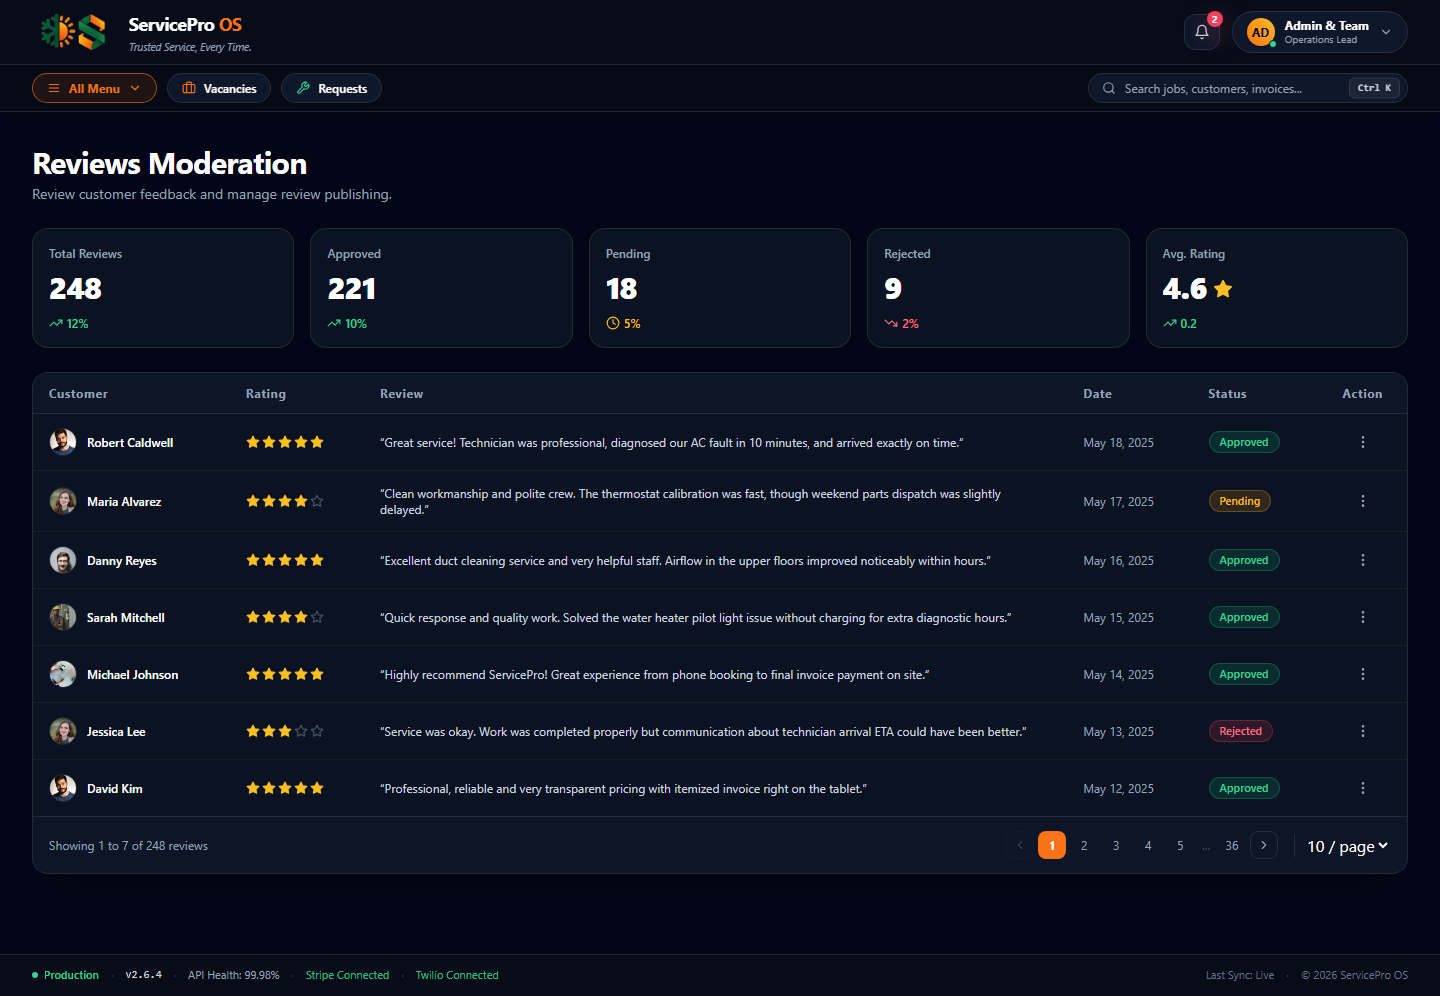 ServicePro OS
Trusted Service, Every Time.
2
AD
Admin & Team
Operations Lead
All Menu
Vacancies
Requests
Search jobs, customers, invoices...
Ctrl K
Reviews Moderation
Review customer feedback and manage review publishing.
Total Reviews
248
12%
Approved
221
10%
Pending
18
5%
Rejected
9
2%
Avg. Rating
4.6
0.2
Customer Rating Review Date Status Action
Robert Caldwell “Great service! Technician was professional, diagnosed our AC fault in 10 minutes, and arrived exactly on time.” May 18, 2025 Approved
Maria Alvarez “Clean workmanship and polite crew. The thermostat calibration was fast, though weekend parts dispatch was slightly
delayed.” May 17, 2025 Pending
Danny Reyes “Excellent duct cleaning service and very helpful staff. Airflow in the upper floors improved noticeably within hours.” May 16, 2025 Approved
Sarah Mitchell “Quick response and quality work. Solved the water heater pilot light issue without charging for extra diagnostic hours.” May 15, 2025 Approved
Michael Johnson “Highly recommend ServicePro! Great experience from phone booking to final invoice payment on site.” May 14, 2025 Approved
Jessica Lee “Service was okay. Work was completed properly but communication about technician arrival ETA could have been better.” May 13, 2025 Rejected
David Kim “Professional, reliable and very transparent pricing with itemized invoice right on the tablet.” May 12, 2025 Approved
Showing 1 to 7 of 248 reviews
1 2 3 4 5 ... 36
10 / page
Production · v2.6.4 · API Health: 99.98% · Stripe Connected · Twilio Connected
Last Sync: Live · © 2026 ServicePro OS